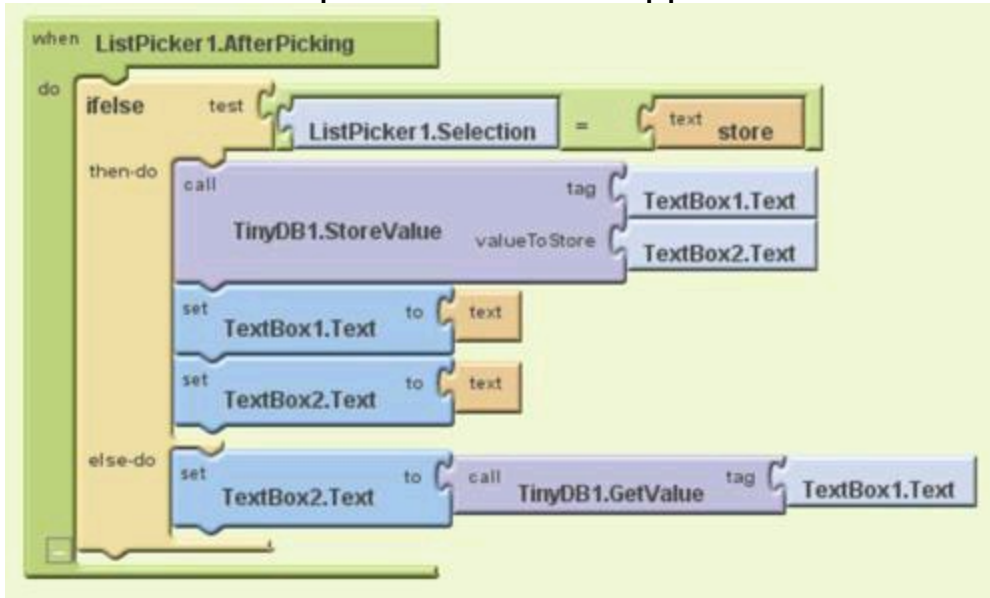 when ListPicker1.AfterPicking
do
ifelse test ListPicker1.Selection = text store
then-do
call TinyDB1.StoreValue tag TextBox1.Text
valueToStore TextBox2.Text
set TextBox1.Text to text
set TextBox2.Text to text
else-do
set TextBox2.Text to call TinyDB1.GetValue tag TextBox1.Text